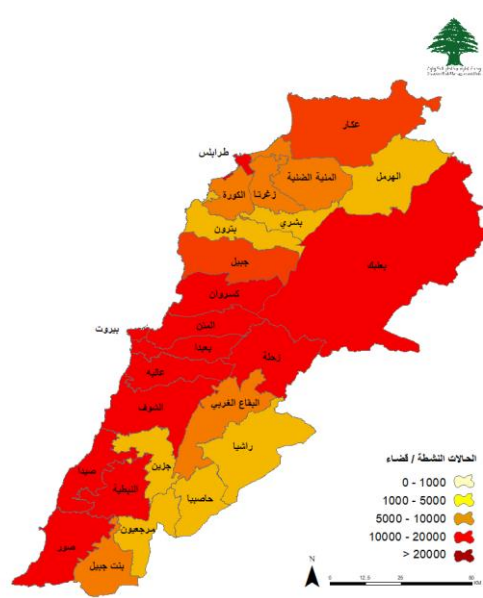 عكار
طرابلس
المنية الضنية
الهرمل
زغرتا
الكورة
بشري
بترون
جبيل
بعلبك
كسروان
المتن
بيروت
بعبدا
زحلة
عاليه
البقاع الغربي
الشوف
راشيا
صيدا
جزين
النبطية
حاصبيا
مرجعيون
صور
بنت جبيل
الحالات النشطة / قضاء
0 - 1000
1000 - 5000
5000 - 10000
10000 - 20000
> 20000
N
0 12.5 25 50
KM